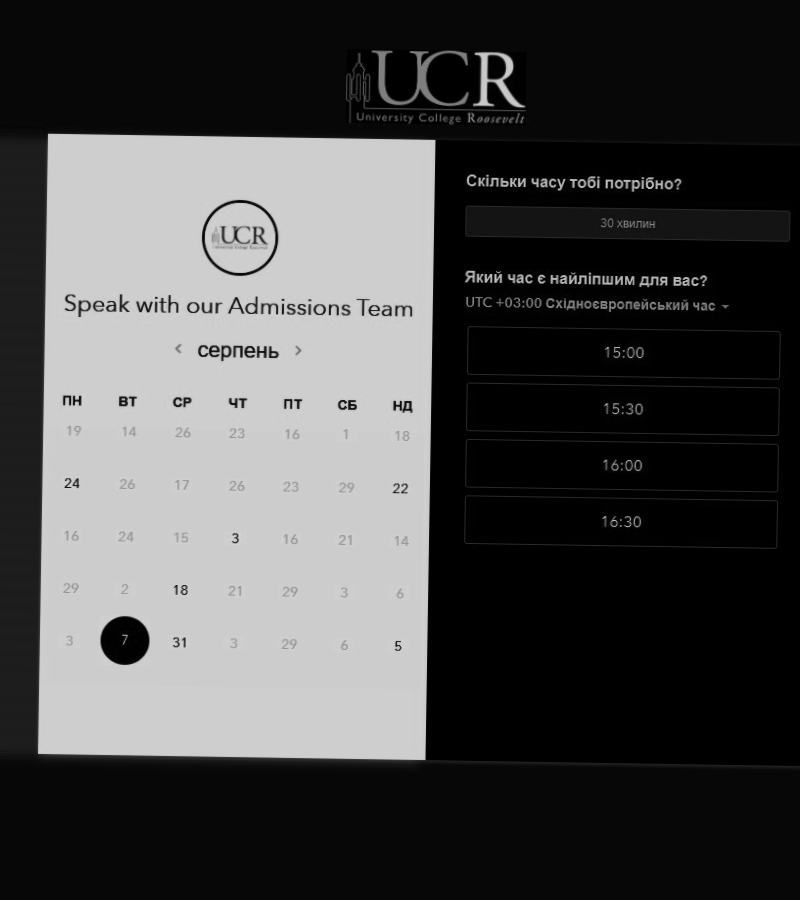 UCR
University College Roosevelt
UCR
University College Roosevelt
Speak with our Admissions Team
серпень
ПН ВТ СР ЧТ ПТ СБ НД
19 14 26 23 16 1 18
24 26 17 26 23 29 22
16 24 15 3 16 21 14
29 2 18 21 29 3 6
3 7 31 3 29 6 5
Скільки часу тобі потрібно?
30 хвилин
Який час є найліпшим для вас?
UTC +03:00 Східноєвропейський час
15:00
15:30
16:00
16:30